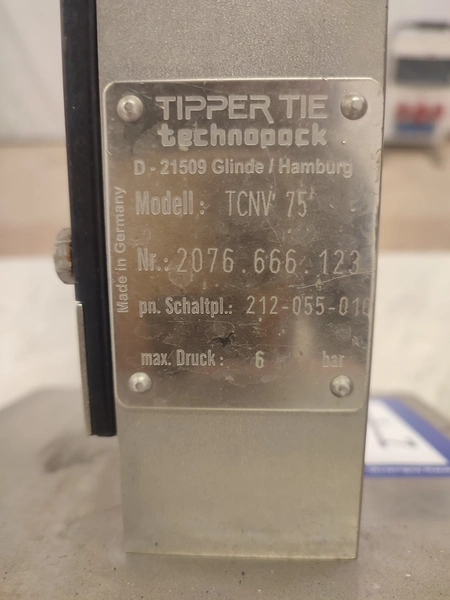 TIPPER TIE
technopack
D - 21509 Glinde / Hamburg
Modell: TCNV 75
Nr.: 2076.666.123
pn. Schaltpl.: 212-055-010
max. Druck: 6 bar
Made in Germany